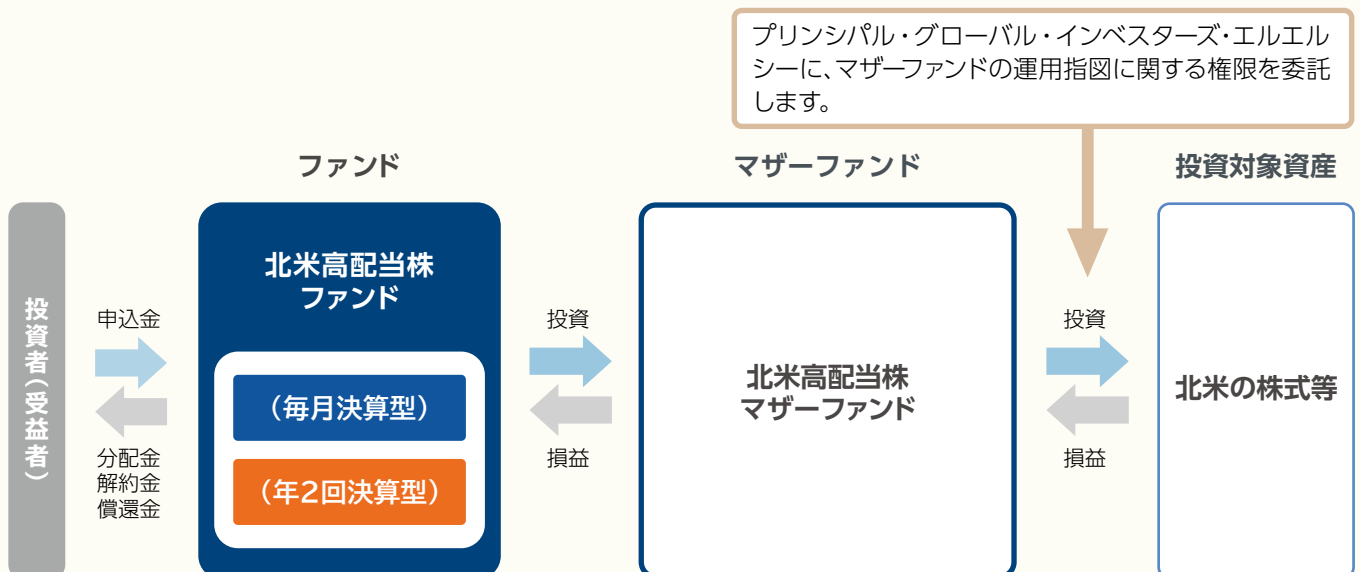 プリンシパル・グローバル・インベスターズ・エルエル
シーに、マザーファンドの運用指図に関する権限を委託
します。
ファンド
マザーファンド
投資対象資産
投資者(受益者)
申込金
分配金
解約金
償還金
北米高配当株
ファンド
(毎月決算型)
(年2回決算型)
投資
損益
北米高配当株
マザーファンド
投資
損益
北米の株式等